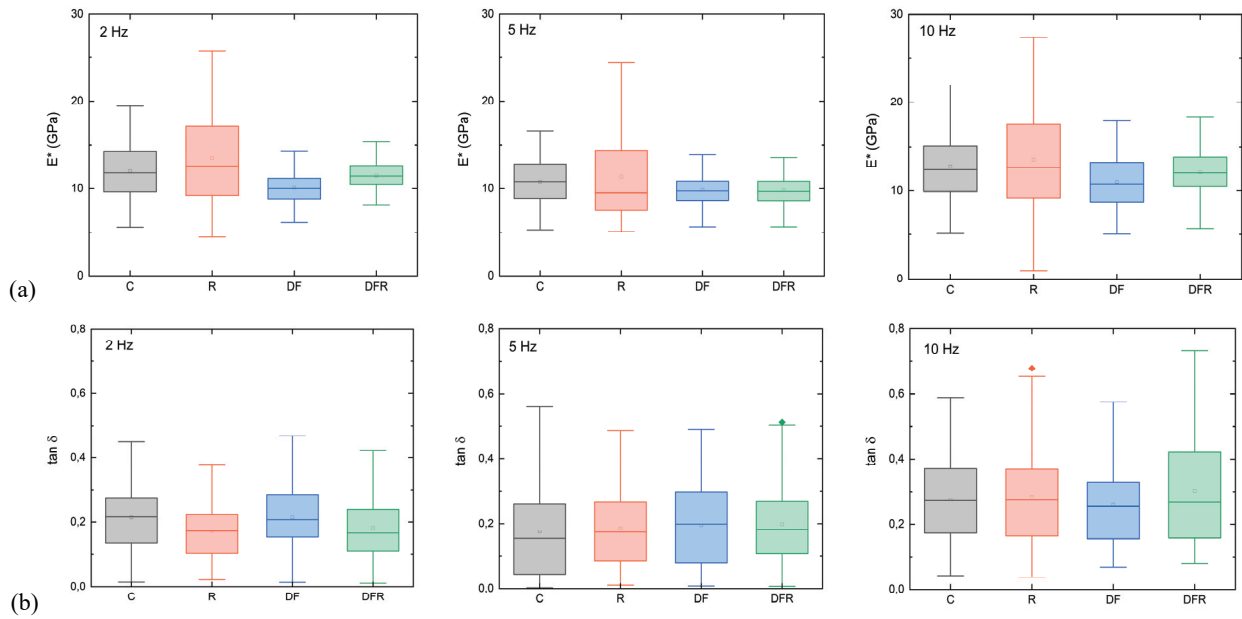 30
20
10
0
E* (GPa)
2 Hz
C R DF DFR
30
20
10
0
E* (GPa)
5 Hz
C R DF DFR
30
20
10
0
E* (GPa)
10 Hz
C R DF DFR
(a)
0,8
0,6
0,4
0,2
0,0
tan δ
2 Hz
C R DF DFR
0,8
0,6
0,4
0,2
0,0
tan δ
5 Hz
C R DF DFR
0,8
0,6
0,4
0,2
0,0
tan δ
10 Hz
C R DF DFR
(b)